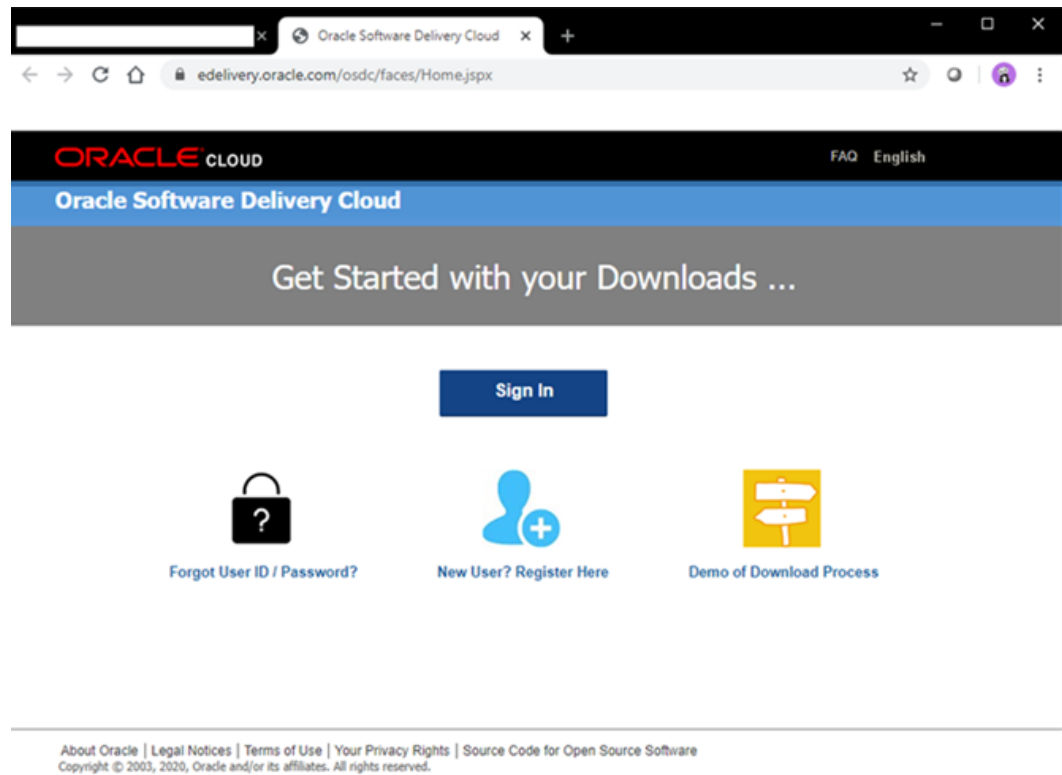 Oracle Software Delivery Cloud
edelivery.oracle.com/osdc/faces/Home.jspx
ORACLE CLOUD
FAQ English
Oracle Software Delivery Cloud
Get Started with your Downloads ...
Sign In
?
Forgot User ID / Password? New User? Register Here Demo of Download Process
About Oracle | Legal Notices | Terms of Use | Your Privacy Rights | Source Code for Open Source Software
Copyright © 2003, 2020, Oracle and/or its affiliates. All rights reserved.